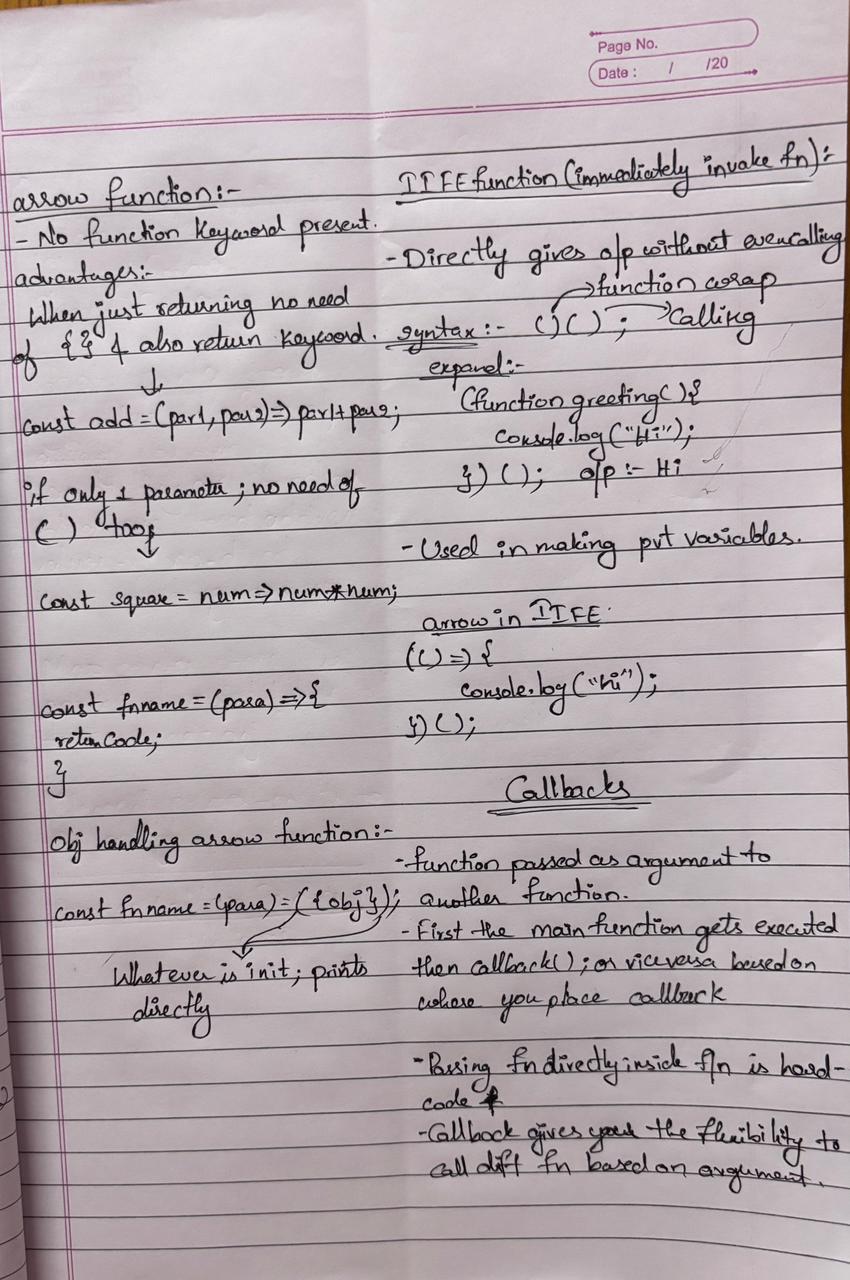 Page No.
Date : / /20
arrow function:-
- No function Keyword present.
advantages:-
When just returning no need
of {} & also return keyword.
↓
const add = (par1, par2) => par1+par2;
if only 1 parameter ; no need of
( ) too;
↓
const square = num => num*num;
const fnname = (para) => {
return code;
}
Obj handling arrow function:-
const fnname = (para) = ({obj});
Whatever is in it ; prints
directly
IIFE function (immediately invoke fn):-
- Directly gives o/p without even calling
→ function wrap
syntax:- ( ) ( ) ; → Calling
expand:-
(function greeting( ) {
console.log("Hi");
}) ( ); o/p :- Hi
- Used in making pvt variables.
arrow in IIFE
(( ) => {
console.log("hi");
}) ( );
Callbacks
- function passed as argument to
another function.
- First the main function gets executed
then callback( ); or viceversa based on
where you place callback
- Passing fn directly inside f/n is hard-
code
- Callback gives you the flexibility to
call diff fn based on argument.